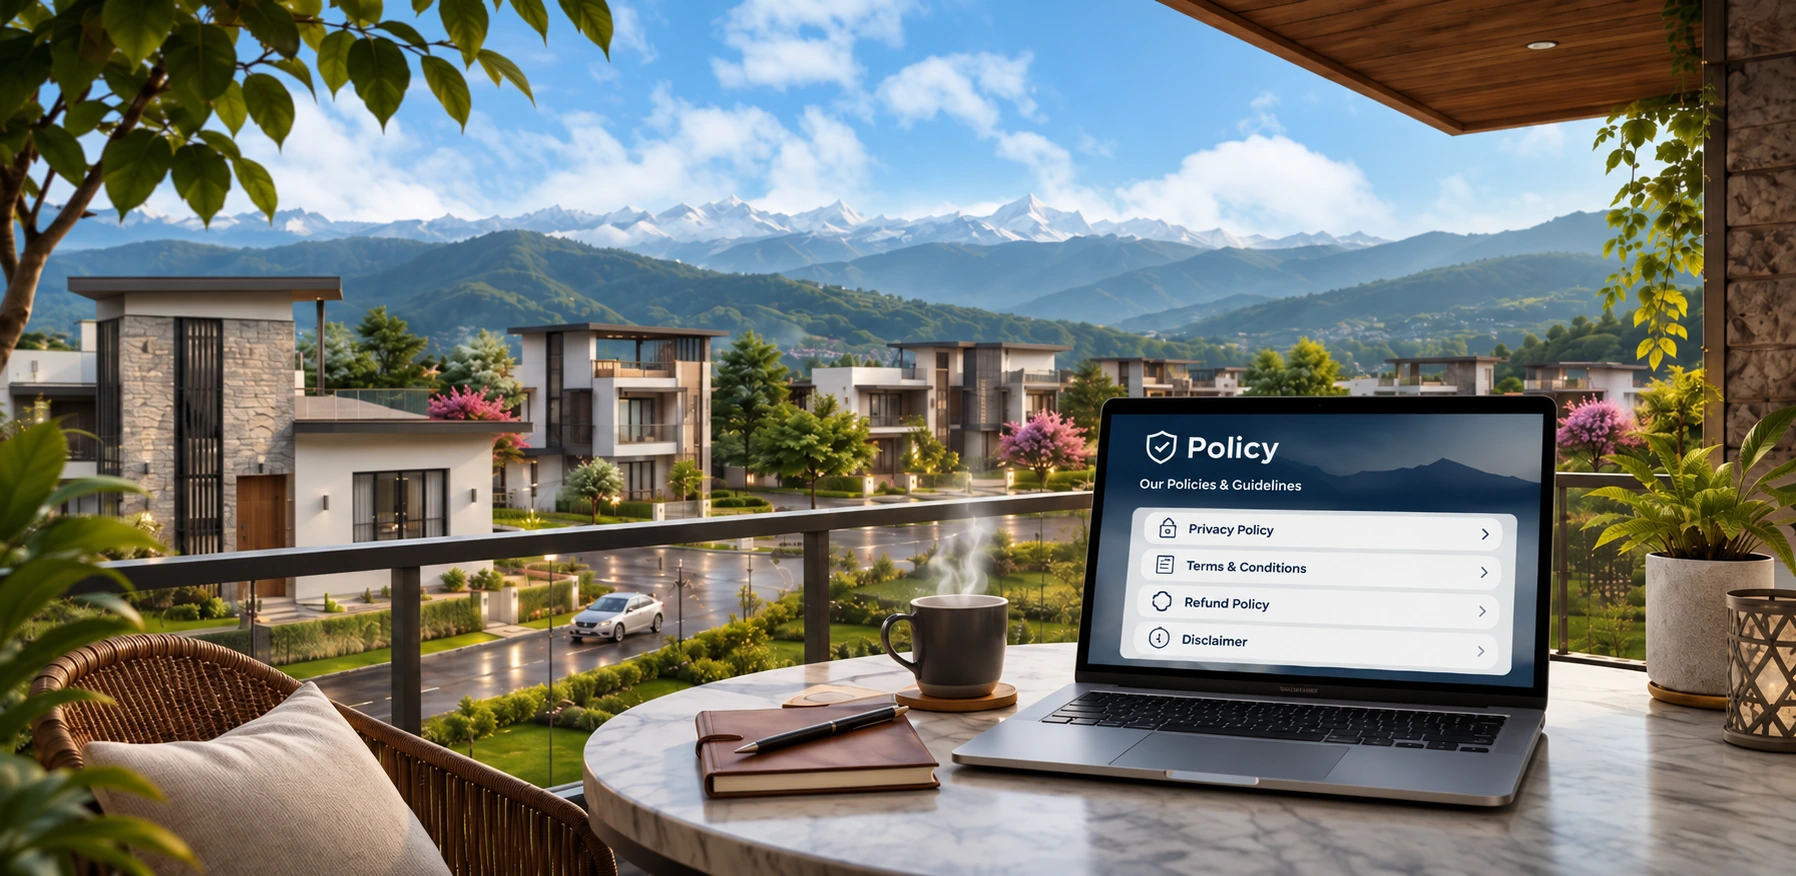 Policy
Our Policies & Guidelines
Privacy Policy
Terms & Conditions
Refund Policy
Disclaimer